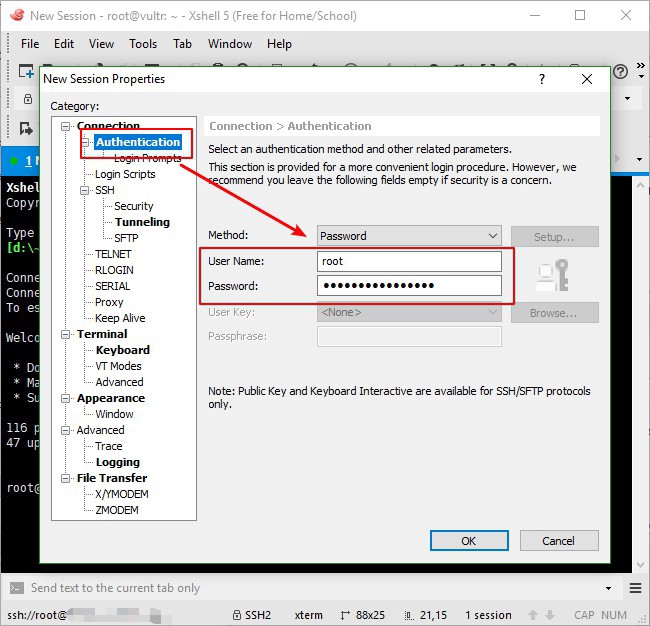 New Session - root@vultr: ~ - Xshell 5 (Free for Home/School)
File Edit View Tools Tab Window Help
New Session Properties
?
Category:
Connection
Authentication
Login Prompts
Login Scripts
SSH
Security
Tunneling
SFTP
TELNET
RLOGIN
SERIAL
Proxy
Keep Alive
Terminal
Keyboard
VT Modes
Advanced
Appearance
Window
Advanced
Trace
Logging
File Transfer
X/YMODEM
ZMODEM
Connection > Authentication
Select an authentication method and other related parameters.
This section is provided for a more convenient login procedure. However, we
recommend you leave the following fields empty if security is a concern.
Method: Password Setup...
User Name: root
Password: ●●●●●●●●●●●●●●●●
User Key: <None> Browse...
Passphrase:
Note: Public Key and Keyboard Interactive are available for SSH/SFTP protocols
only.
OK Cancel
1
Xshell
Copyr
Type
[d:\~
Conne
Conne
To es
Welco
* Do
* Ma
* Su
116 p
47 up
root@
Send text to the current tab only
ssh://root@ SSH2 xterm 88x25 21,15 1 session CAP NUM